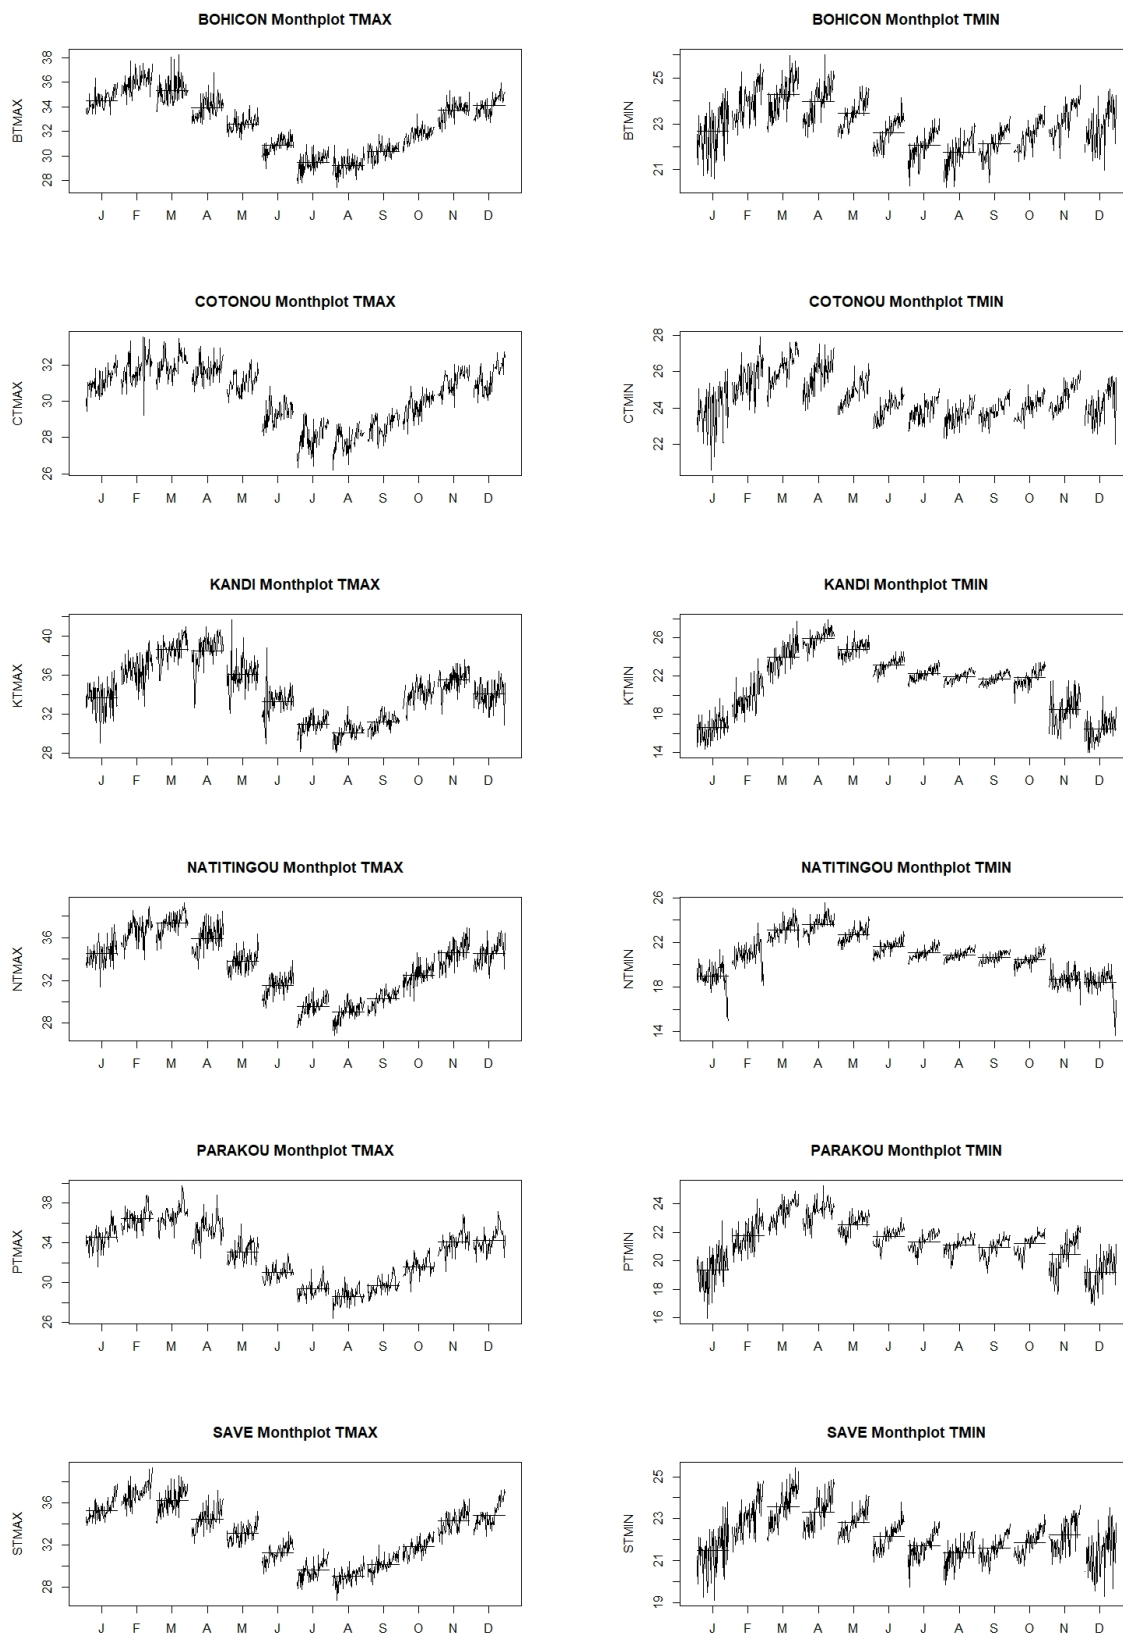 BOHICON Monthplot TMAX
BTMAX
38
36
34
32
30
28
J F M A M J J A S O N D
BOHICON Monthplot TMIN
BTMIN
25
23
21
J F M A M J J A S O N D
COTONOU Monthplot TMAX
CTMAX
32
30
28
26
J F M A M J J A S O N D
COTONOU Monthplot TMIN
CTMIN
28
26
24
22
J F M A M J J A S O N D
KANDI Monthplot TMAX
KTMAX
40
36
32
28
J F M A M J J A S O N D
KANDI Monthplot TMIN
KTMIN
26
22
18
14
J F M A M J J A S O N D
NATITINGOU Monthplot TMAX
NTMAX
36
32
28
J F M A M J J A S O N D
NATITINGOU Monthplot TMIN
NTMIN
26
22
18
14
J F M A M J J A S O N D
PARAKOU Monthplot TMAX
PTMAX
38
34
30
26
J F M A M J J A S O N D
PARAKOU Monthplot TMIN
PTMIN
24
22
20
18
16
J F M A M J J A S O N D
SAVE Monthplot TMAX
STMAX
36
32
28
J F M A M J J A S O N D
SAVE Monthplot TMIN
STMIN
25
23
21
19
J F M A M J J A S O N D